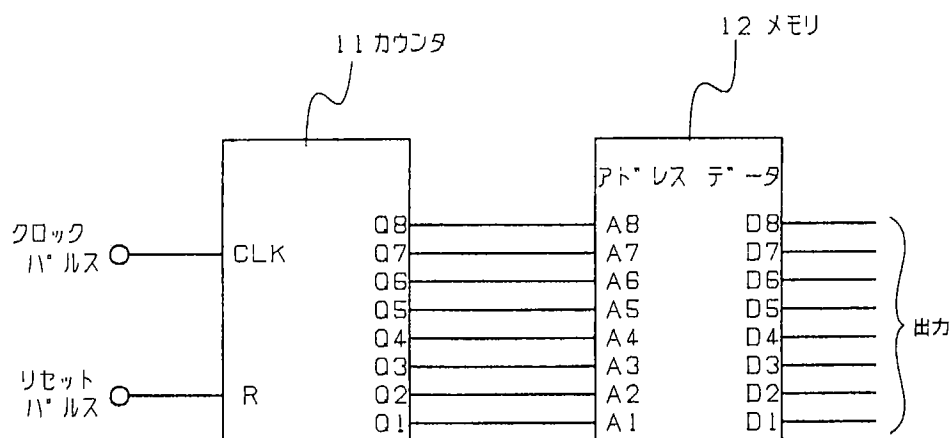 11 カウンタ
12 メモリ
アドレス データ
クロック
パルス
CLK
リセット
パルス
R
Q8
Q7
Q6
Q5
Q4
Q3
Q2
Q1
A8
A7
A6
A5
A4
A3
A2
A1
D8
D7
D6
D5
D4
D3
D2
D1
出力